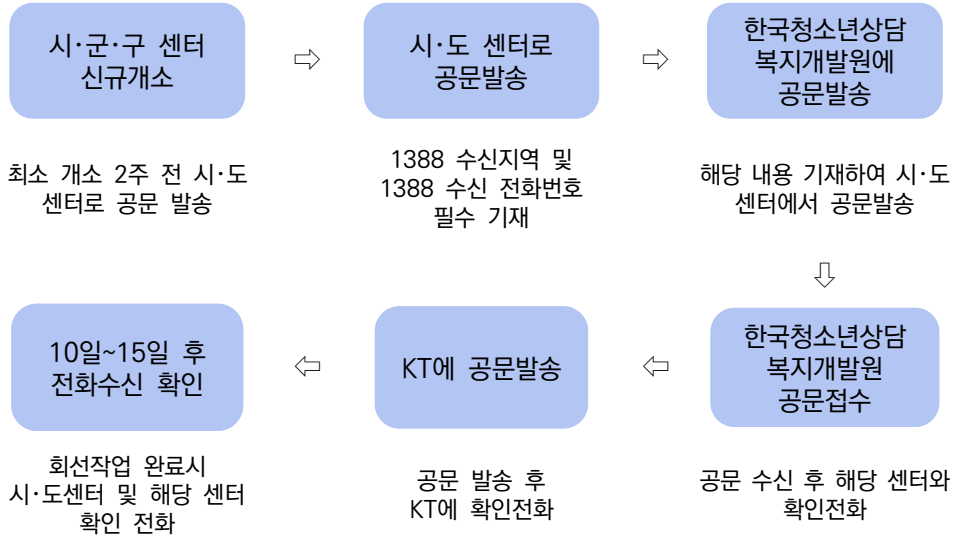 시·군·구 센터
신규개소
⇨
시·도 센터로
공문발송
⇨
한국청소년상담
복지개발원에
공문발송
최소 개소 2주 전 시·도
센터로 공문 발송
1388 수신지역 및
1388 수신 전화번호
필수 기재
해당 내용 기재하여 시·도
센터에서 공문발송
⇩
한국청소년상담
복지개발원
공문접수
⇦
KT에 공문발송
⇦
10일~15일 후
전화수신 확인
공문 수신 후 해당 센터와
확인전화
공문 발송 후
KT에 확인전화
회선작업 완료시
시·도센터 및 해당 센터
확인 전화